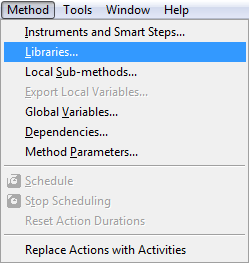 Method Tools Window Help
Instruments and Smart Steps...
Libraries...
Local Sub-methods...
Export Local Variables...
Global Variables...
Dependencies...
Method Parameters...
Schedule
Stop Scheduling
Reset Action Durations
Replace Actions with Activities